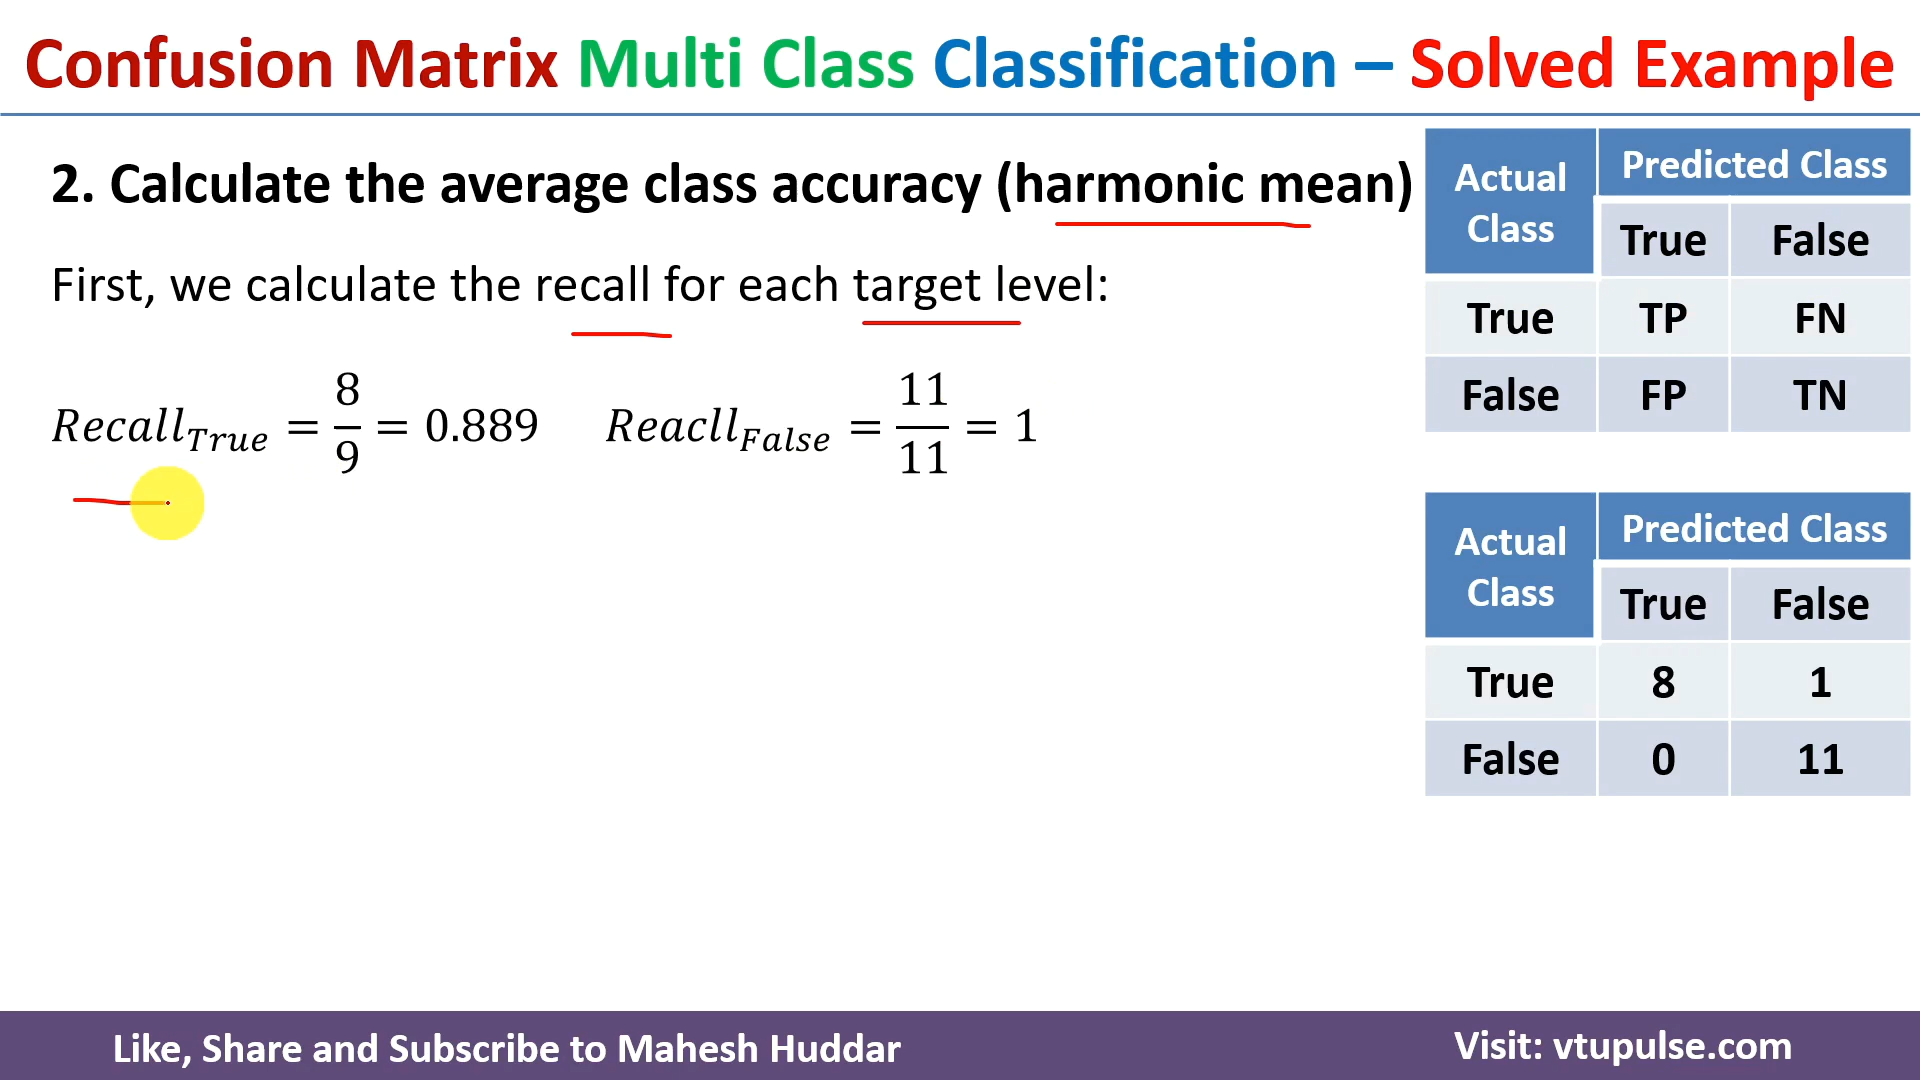 Confusion Matrix Multi Class Classification – Solved Example
2. Calculate the average class accuracy (harmonic mean)
First, we calculate the recall for each target level:
Recall_True = 8/9 = 0.889 Reacll_False = 11/11 = 1
Actual Class Predicted Class
True False
True TP FN
False FP TN
Actual Class Predicted Class
True False
True 8 1
False 0 11
Like, Share and Subscribe to Mahesh Huddar
Visit: vtupulse.com